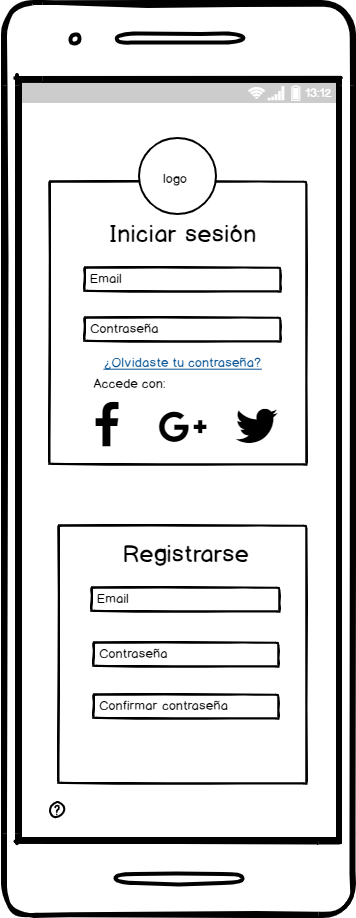 13:12
logo
Iniciar sesión
Email
Contraseña
¿Olvidaste tu contraseña?
Accede con:
Registrarse
Email
Contraseña
Confirmar contraseña
?